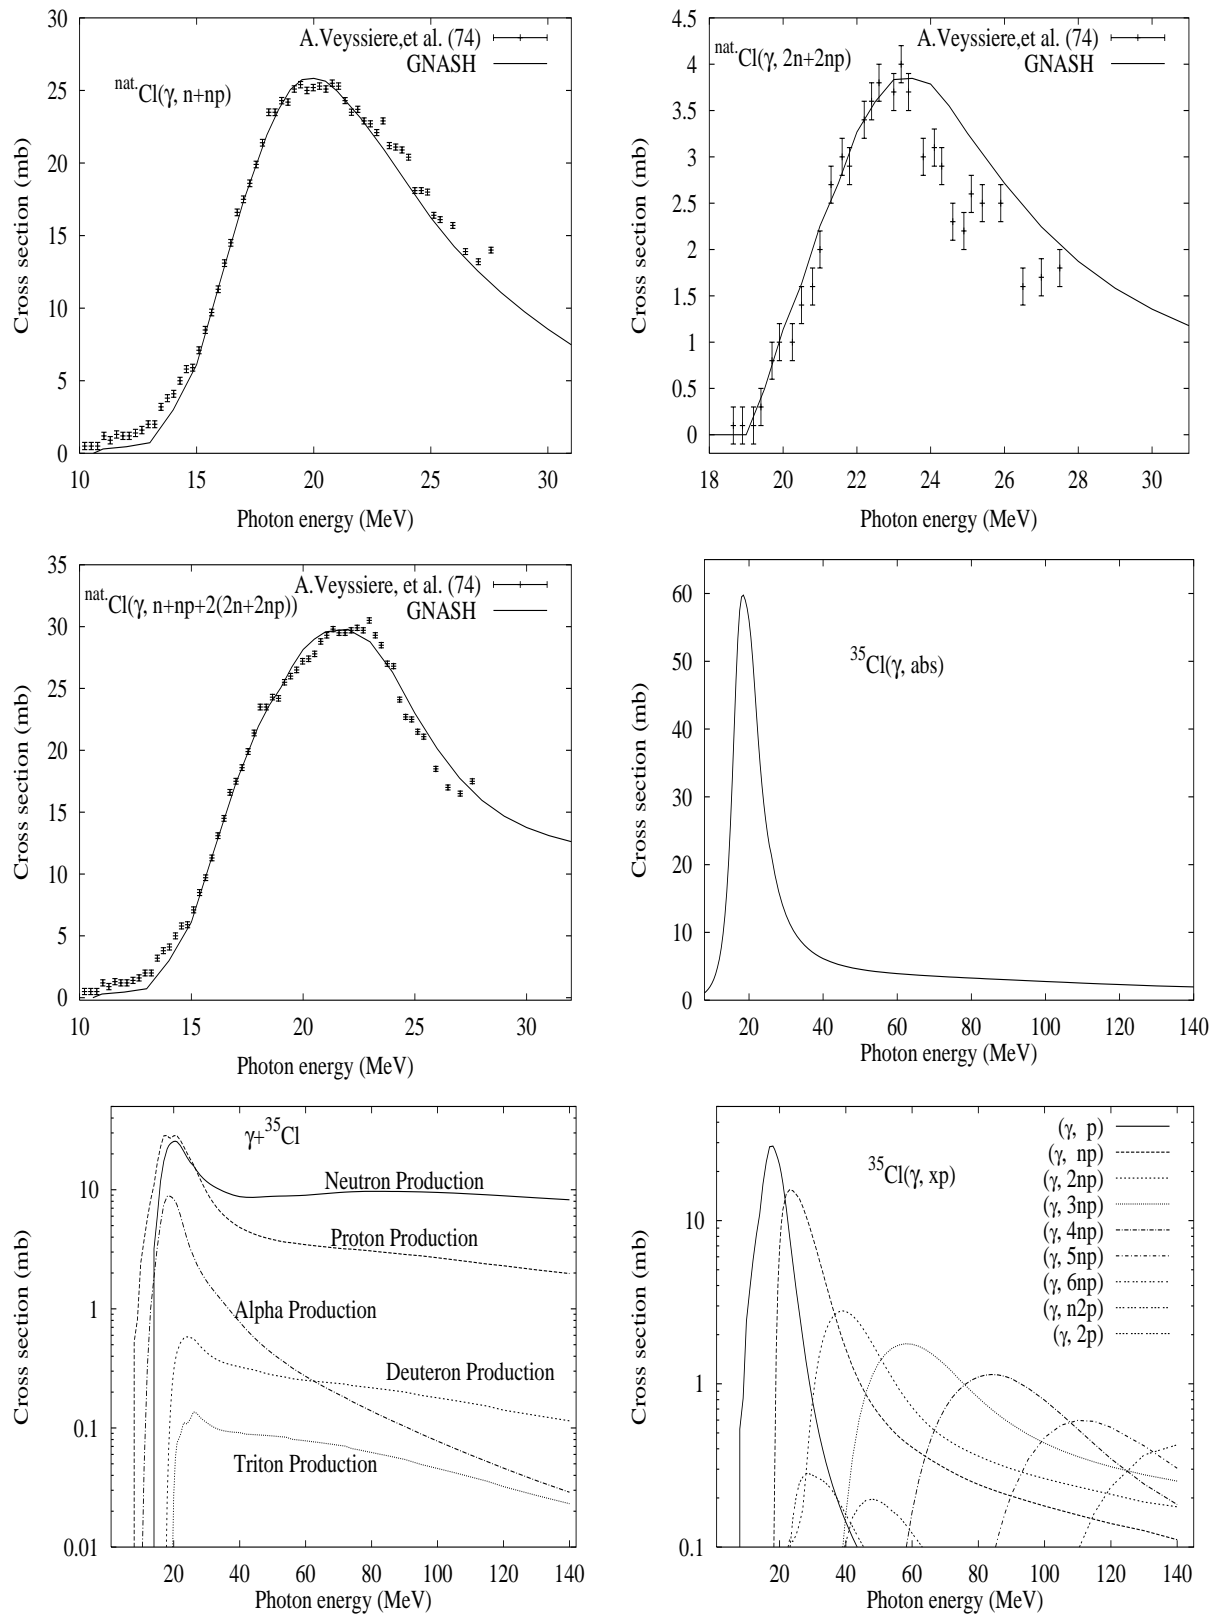 A.Veyssiere,et al. (74)
GNASH
nat.Cl(γ, n+np)
Cross section (mb)
30
25
20
15
10
5
0
10 15 20 25 30
Photon energy (MeV)
A.Veyssiere,et al. (74)
GNASH
nat.Cl(γ, 2n+2np)
Cross section (mb)
4.5
4
3.5
3
2.5
2
1.5
1
0.5
0
18 20 22 24 26 28 30
Photon energy (MeV)
A.Veyssiere, et al. (74)
GNASH
nat.Cl(γ, n+np+2(2n+2np))
Cross section (mb)
35
30
25
20
15
10
5
0
10 15 20 25 30
Photon energy (MeV)
35Cl(γ, abs)
Cross section (mb)
60
50
40
30
20
10
0
20 40 60 80 100 120 140
Photon energy (MeV)
γ+35Cl
Neutron Production
Proton Production
Alpha Production
Deuteron Production
Triton Production
Cross section (mb)
10
1
0.1
0.01
20 40 60 80 100 120 140
Photon energy (MeV)
35Cl(γ, xp)
(γ, p)
(γ, np)
(γ, 2np)
(γ, 3np)
(γ, 4np)
(γ, 5np)
(γ, 6np)
(γ, n2p)
(γ, 2p)
Cross section (mb)
10
1
0.1
20 40 60 80 100 120 140
Photon energy (MeV)